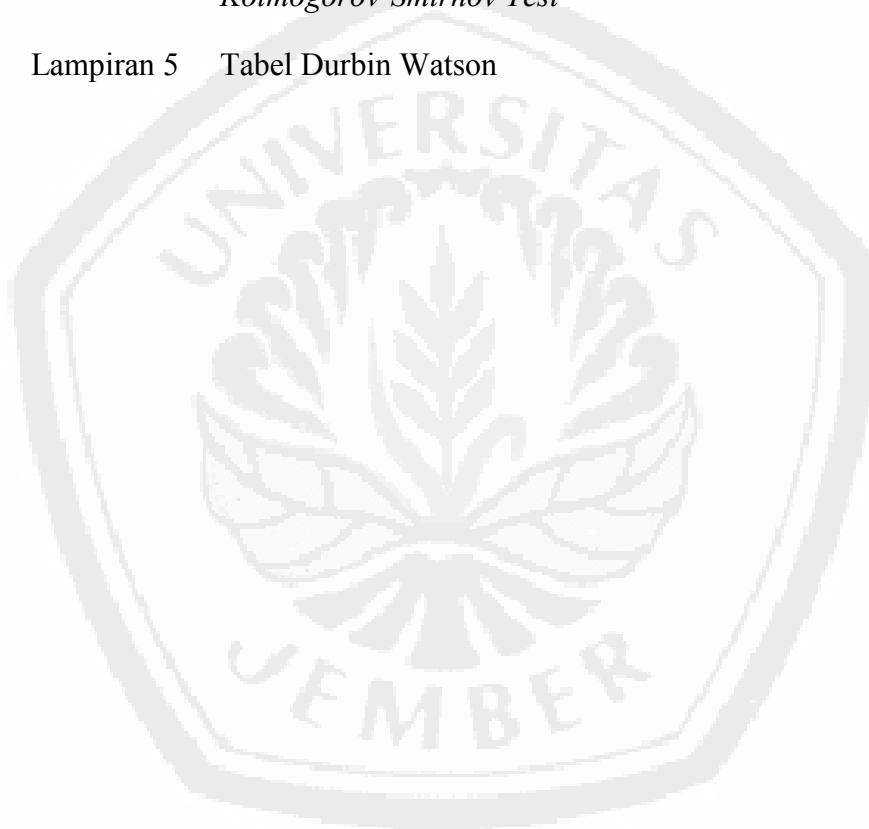 Kolmogorov Smirnov Test
Lampiran 5 Tabel Durbin Watson
UNIVERSITAS
JEMBER